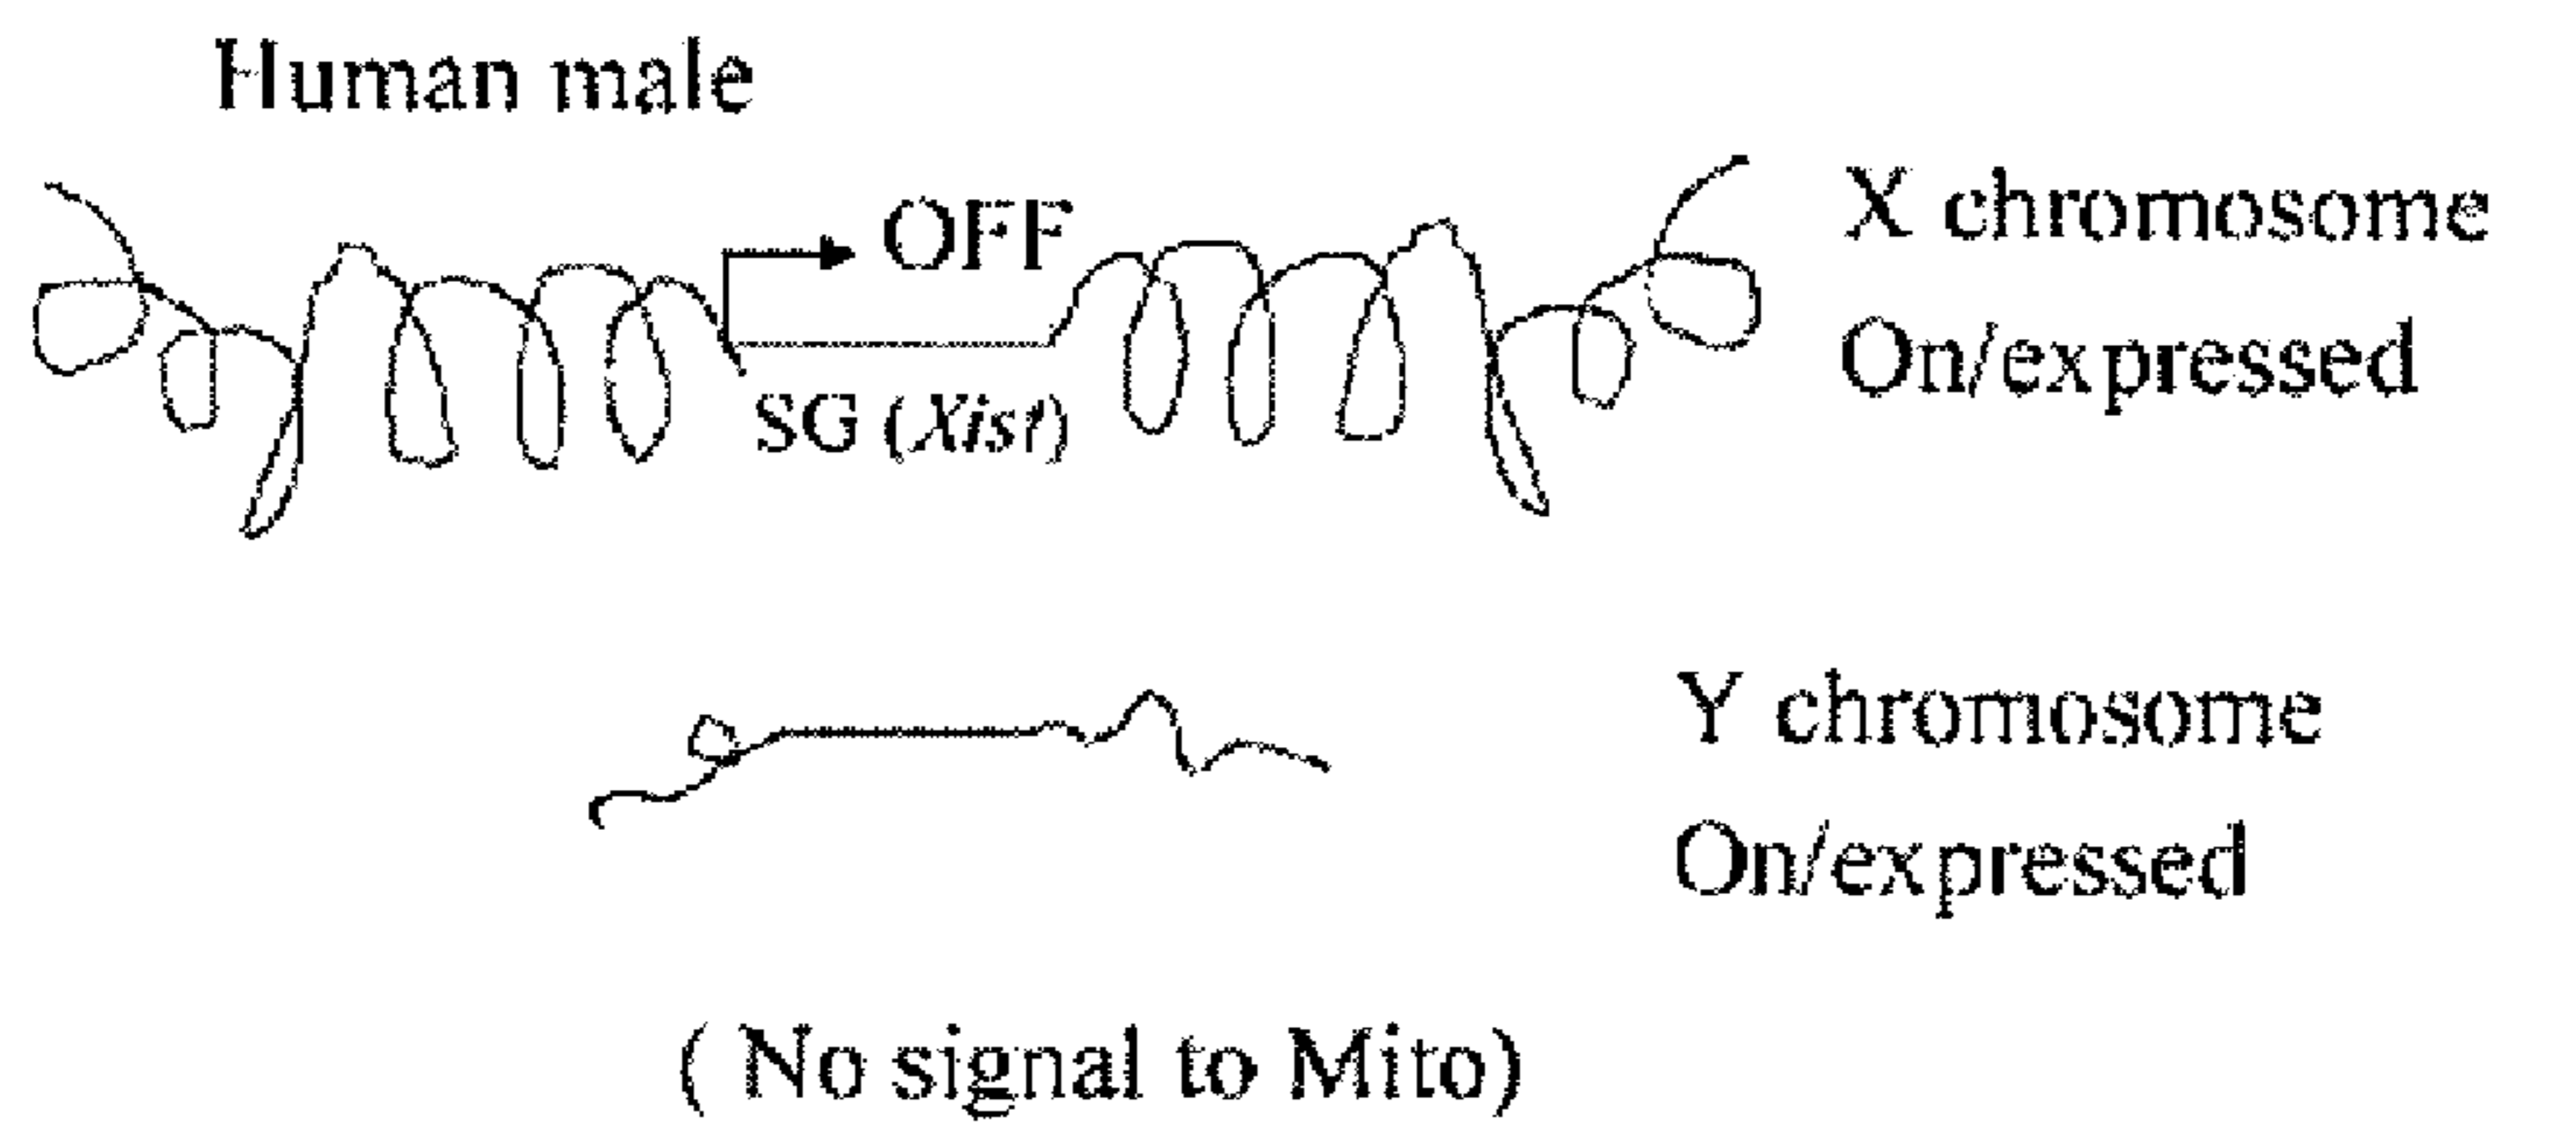 Human male
OFF
X chromosome
On/expressed
SG (Xist)
Y chromosome
On/expressed
( No signal to Mito)